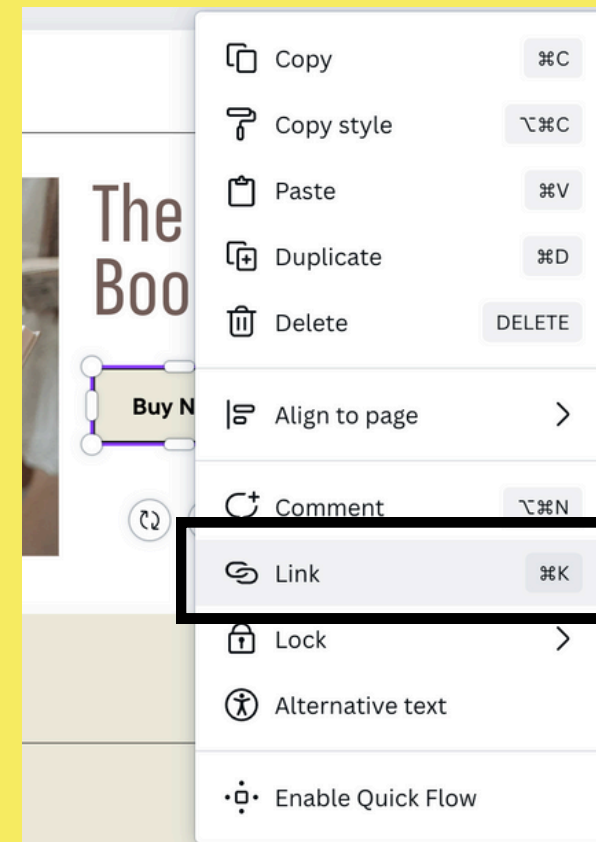 The
Boo
Buy N
Copy ⌘C
Copy style ⌥⌘C
Paste ⌘V
Duplicate ⌘D
Delete DELETE
Align to page
Comment ⌥⌘N
Link ⌘K
Lock
Alternative text
Enable Quick Flow